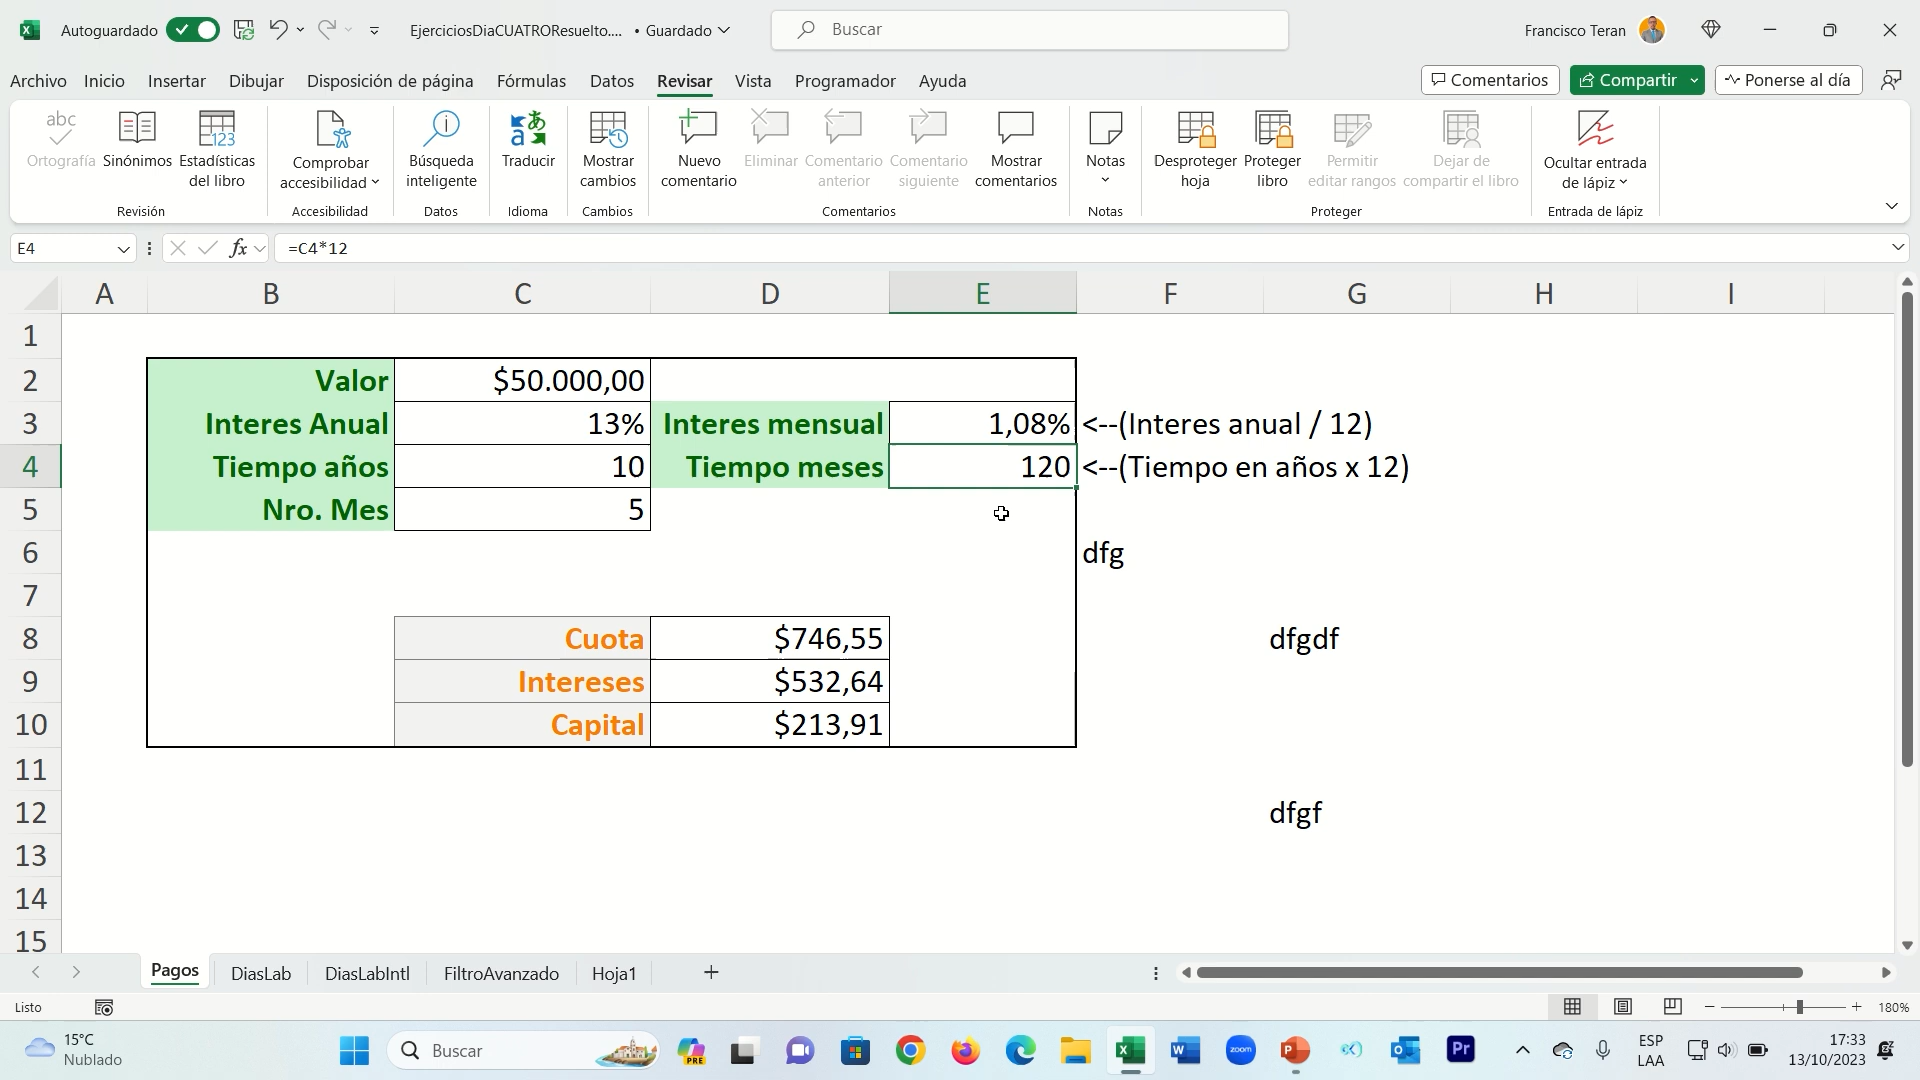 Autoguardado
EjerciciosDiaCUATROResuelto.... • Guardado
Buscar
Francisco Teran
Archivo Inicio Insertar Dibujar Disposición de página Fórmulas Datos Revisar Vista Programador Ayuda
Comentarios Compartir Ponerse al día
abc
Ortografía Sinónimos Estadísticas del libro
Revisión
Comprobar accesibilidad
Accesibilidad
Búsqueda inteligente
Datos
Traducir
Idioma
Mostrar cambios
Cambios
Nuevo comentario Eliminar Comentario anterior Comentario siguiente Mostrar comentarios
Comentarios
Notas
Notas
Desproteger hoja Proteger libro Permitir editar rangos Dejar de compartir el libro
Proteger
Ocultar entrada de lápiz
Entrada de lápiz
E4 fx =C4*12
A B C D E F G H I
1
2 Valor $50.000,00
3 Interes Anual 13% Interes mensual 1,08% <--(Interes anual / 12)
4 Tiempo años 10 Tiempo meses 120 <--(Tiempo en años x 12)
5 Nro. Mes 5
6 dfg
7
8 Cuota $746,55 dfgdf
9 Intereses $532,64
10 Capital $213,91
11
12 dfgf
13
14
15
Pagos DiasLab DiasLabIntl FiltroAvanzado Hoja1
Listo
180%
15°C
Nublado
Buscar
PRE
zoom
Pr
ESP
LAA
17:33
13/10/2023